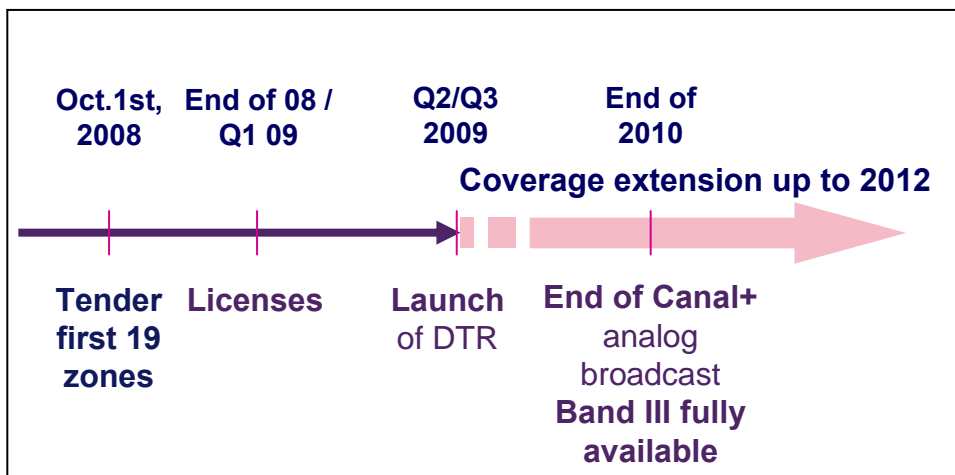 Oct.1st,
2008
End of 08 /
Q1 09
Q2/Q3
2009
End of
2010
Coverage extension up to 2012
Tender
first 19
zones
Licenses
Launch
of DTR
End of Canal+
analog
broadcast
Band III fully
available